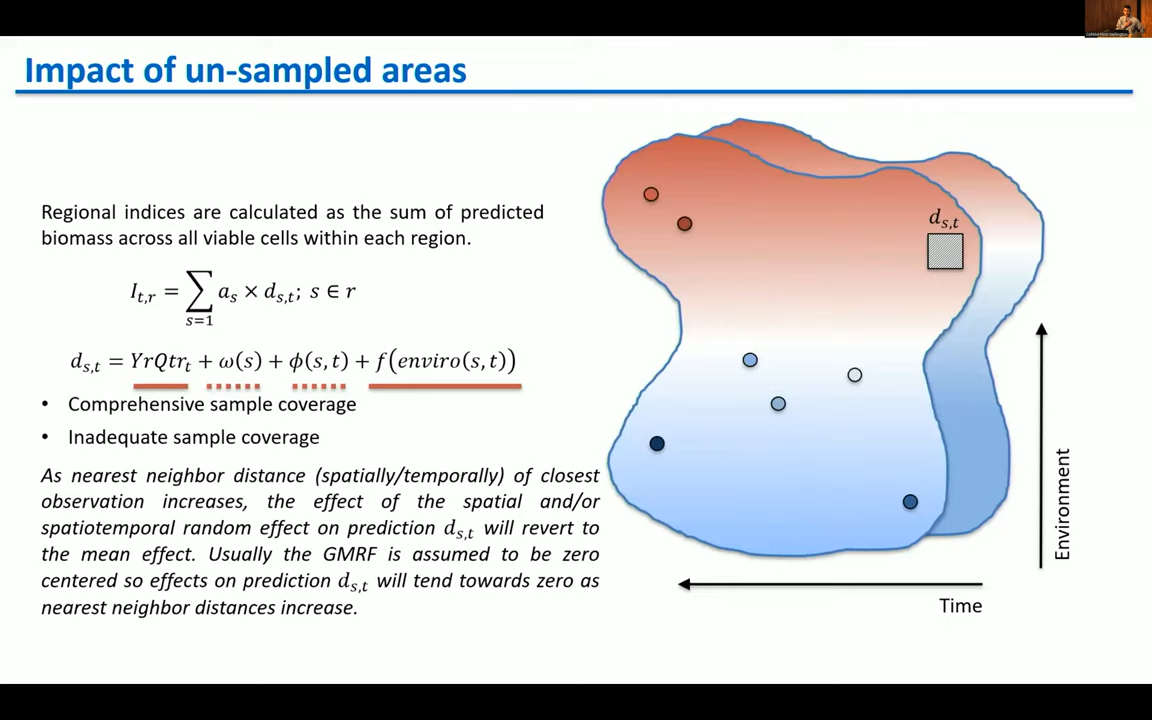 Impact of un-sampled areas
Regional indices are calculated as the sum of predicted
biomass across all viable cells within each region.
I_{t,r} = ∑_{s=1} a_s × d_{s,t}; s ∈ r
d_{s,t} = YrQtr_t + ω(s) + ϕ(s, t) + f(enviro(s, t))
• Comprehensive sample coverage
• Inadequate sample coverage
As nearest neighbor distance (spatially/temporally) of closest
observation increases, the effect of the spatial and/or
spatiotemporal random effect on prediction d_{s,t} will revert to
the mean effect. Usually the GMRF is assumed to be zero
centered so effects on prediction d_{s,t} will tend towards zero as
nearest neighbor distances increase.
d_{s,t}
Environment
Time